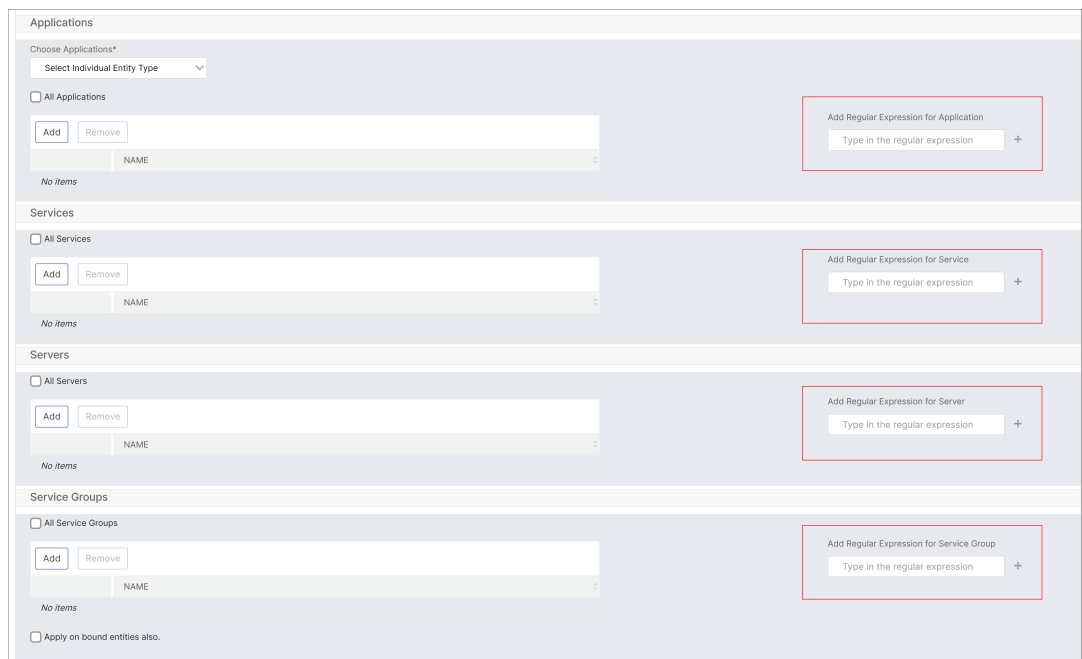 Applications
Choose Applications*
Select Individual Entity Type
All Applications
Add Regular Expression for Application
Add Remove
Type in the regular expression +
NAME
No items
Services
All Services
Add Regular Expression for Service
Add Remove
Type in the regular expression +
NAME
No items
Servers
All Servers
Add Regular Expression for Server
Add Remove
Type in the regular expression +
NAME
No items
Service Groups
All Service Groups
Add Regular Expression for Service Group
Add Remove
Type in the regular expression +
NAME
No items
Apply on bound entities also.